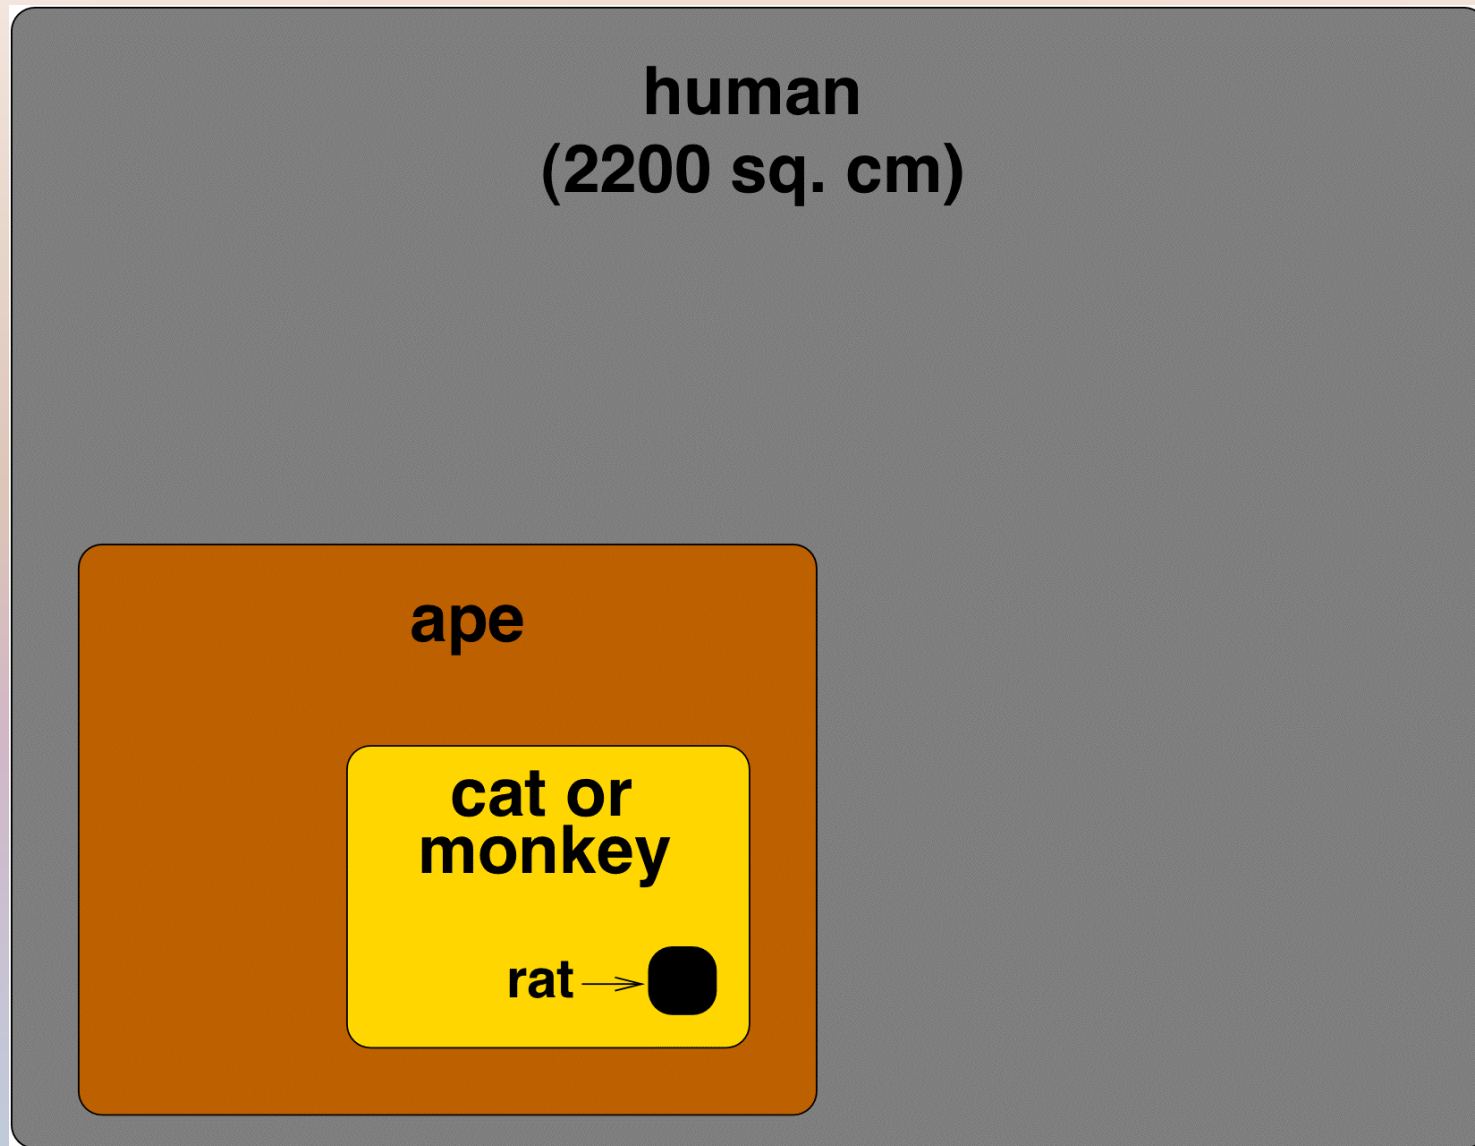 human
(2200 sq. cm)
ape
cat or
monkey
rat